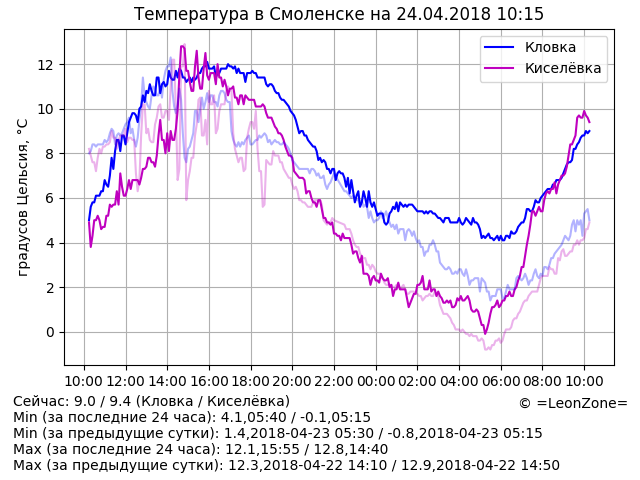 Температура в Смоленске на 24.04.2018 10:15
Кловка
Киселёвка
градусов Цельсия, °C
12
10
8
6
4
2
0
10:00 12:00 14:00 16:00 18:00 20:00 22:00 00:00 02:00 04:00 06:00 08:00 10:00
Сейчас: 9.0 / 9.4 (Кловка / Киселёвка)
© =LeonZone=
Min (за последние 24 часа): 4.1,05:40 / -0.1,05:15
Min (за предыдущие сутки): 1.4,2018-04-23 05:30 / -0.8,2018-04-23 05:15
Max (за последние 24 часа): 12.1,15:55 / 12.8,14:40
Max (за предыдущие сутки): 12.3,2018-04-22 14:10 / 12.9,2018-04-22 14:50